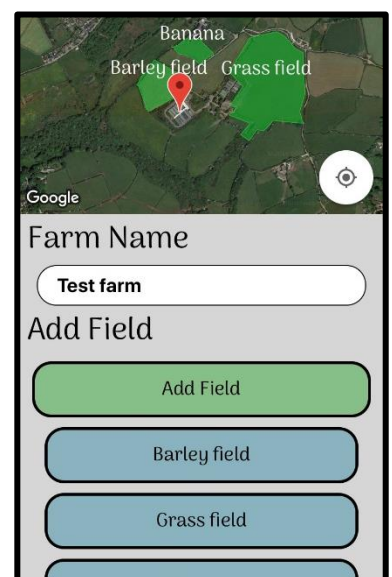 Banana
Barley field Grass field
Google
Farm Name
Test farm
Add Field
Add Field
Barley field
Grass field